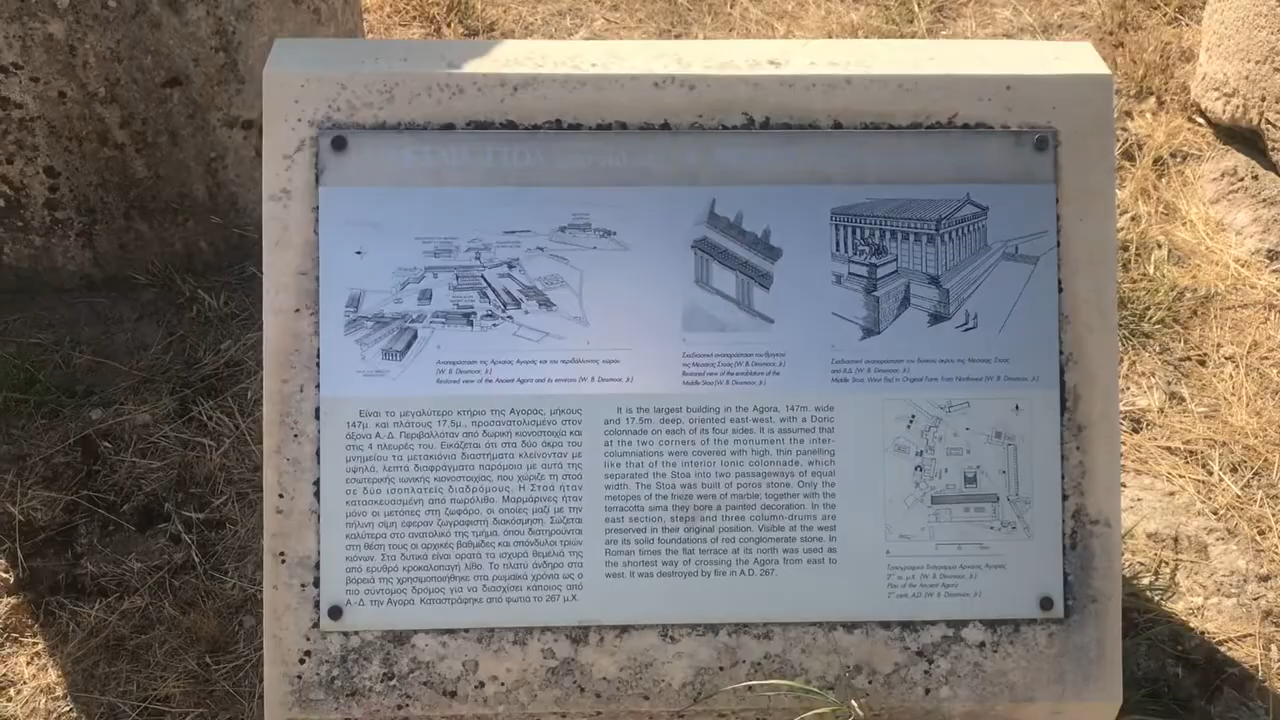 Αναπαράσταση της Αρχαίας Αγοράς και του περιβάλλοντος χώρου
(W. B. Dinsmoor, Jr.)
Restored view of the Ancient Agora and its environs (W. B. Dinsmoor, Jr.)
Σχεδιαστική αναπαράσταση του θριγκού
της Μεσαίας Στοάς (W. B. Dinsmoor, Jr.)
Restored view of the entablature of the
Middle Stoa (W. B. Dinsmoor, Jr.)
Σχεδιαστική αναπαράσταση του δυτικού άκρου της Μεσαίας Στοάς
από Β.Δ. (W. B. Dinsmoor, Jr.)
Middle Stoa, West End in Original Form, from Northwest (W. B. Dinsmoor, Jr.)
Είναι το μεγαλύτερο κτήριο της Αγοράς, μήκους
147μ. και πλάτους 17.5μ., προσανατολισμένο στον
άξονα Α.-Δ. Περιβαλλόταν από δωρική κιονοστοιχία και
στις 4 πλευρές του. Εικάζεται ότι στα δύο άκρα του
μνημείου τα μετακιόνια διαστήματα κλείνονταν με
υψηλά, λεπτά διαφράγματα παρόμοια με αυτά της
εσωτερικής ιωνικής κιονοστοιχίας, που χώριζε τη στοά
σε δύο ισοπλατείς διαδρόμους. Η Στοά ήταν
κατασκευασμένη από πωρόλιθο. Μαρμάρινες ήταν
μόνο οι μετόπες στη ζωφόρο, οι οποίες μαζί με την
πήλινη σίμη έφεραν ζωγραφιστή διακόσμηση. Σώζεται
καλύτερα στο ανατολικό της τμήμα, όπου διατηρούνται
στη θέση τους οι αρχικές βαθμίδες και σπόνδυλοι τριών
κιόνων. Στα δυτικά είναι ορατά τα ισχυρά θεμέλιά της
από ερυθρό κροκαλοπαγή λίθο. Το πλατύ άνδηρο στα
βόρειά της χρησιμοποιήθηκε στα ρωμαϊκά χρόνια ως ο
πιο σύντομος δρόμος για να διασχίσει κάποιος από
Α-Δ. την Αγορά. Καταστράφηκε από φωτιά το 267 μ.Χ.
It is the largest building in the Agora, 147m. wide
and 17.5m. deep, oriented east-west, with a Doric
colonnade on each of its four sides. It is assumed that
at the two corners of the monument the inter-
columniations were covered with high, thin panelling
like that of the interior Ionic colonnade, which
separated the Stoa into two passageways of equal
width. The Stoa was built of poros stone. Only the
metopes of the frieze were of marble; together with the
terracotta sima they bore a painted decoration. In the
east section, steps and three column-drums are
preserved in their original position. Visible at the west
are its solid foundations of red conglomerate stone. In
Roman times the flat terrace at its north was used as
the shortest way of crossing the Agora from east to
west. It was destroyed by fire in A.D. 267.
Τοπογραφικό διάγραμμα Αρχαίας Αγοράς
2ος αι. μ.Χ. (W. B. Dinsmoor, Jr.)
Plan of the Ancient Agora
2nd cent. A.D. (W. B. Dinsmoor, Jr.)